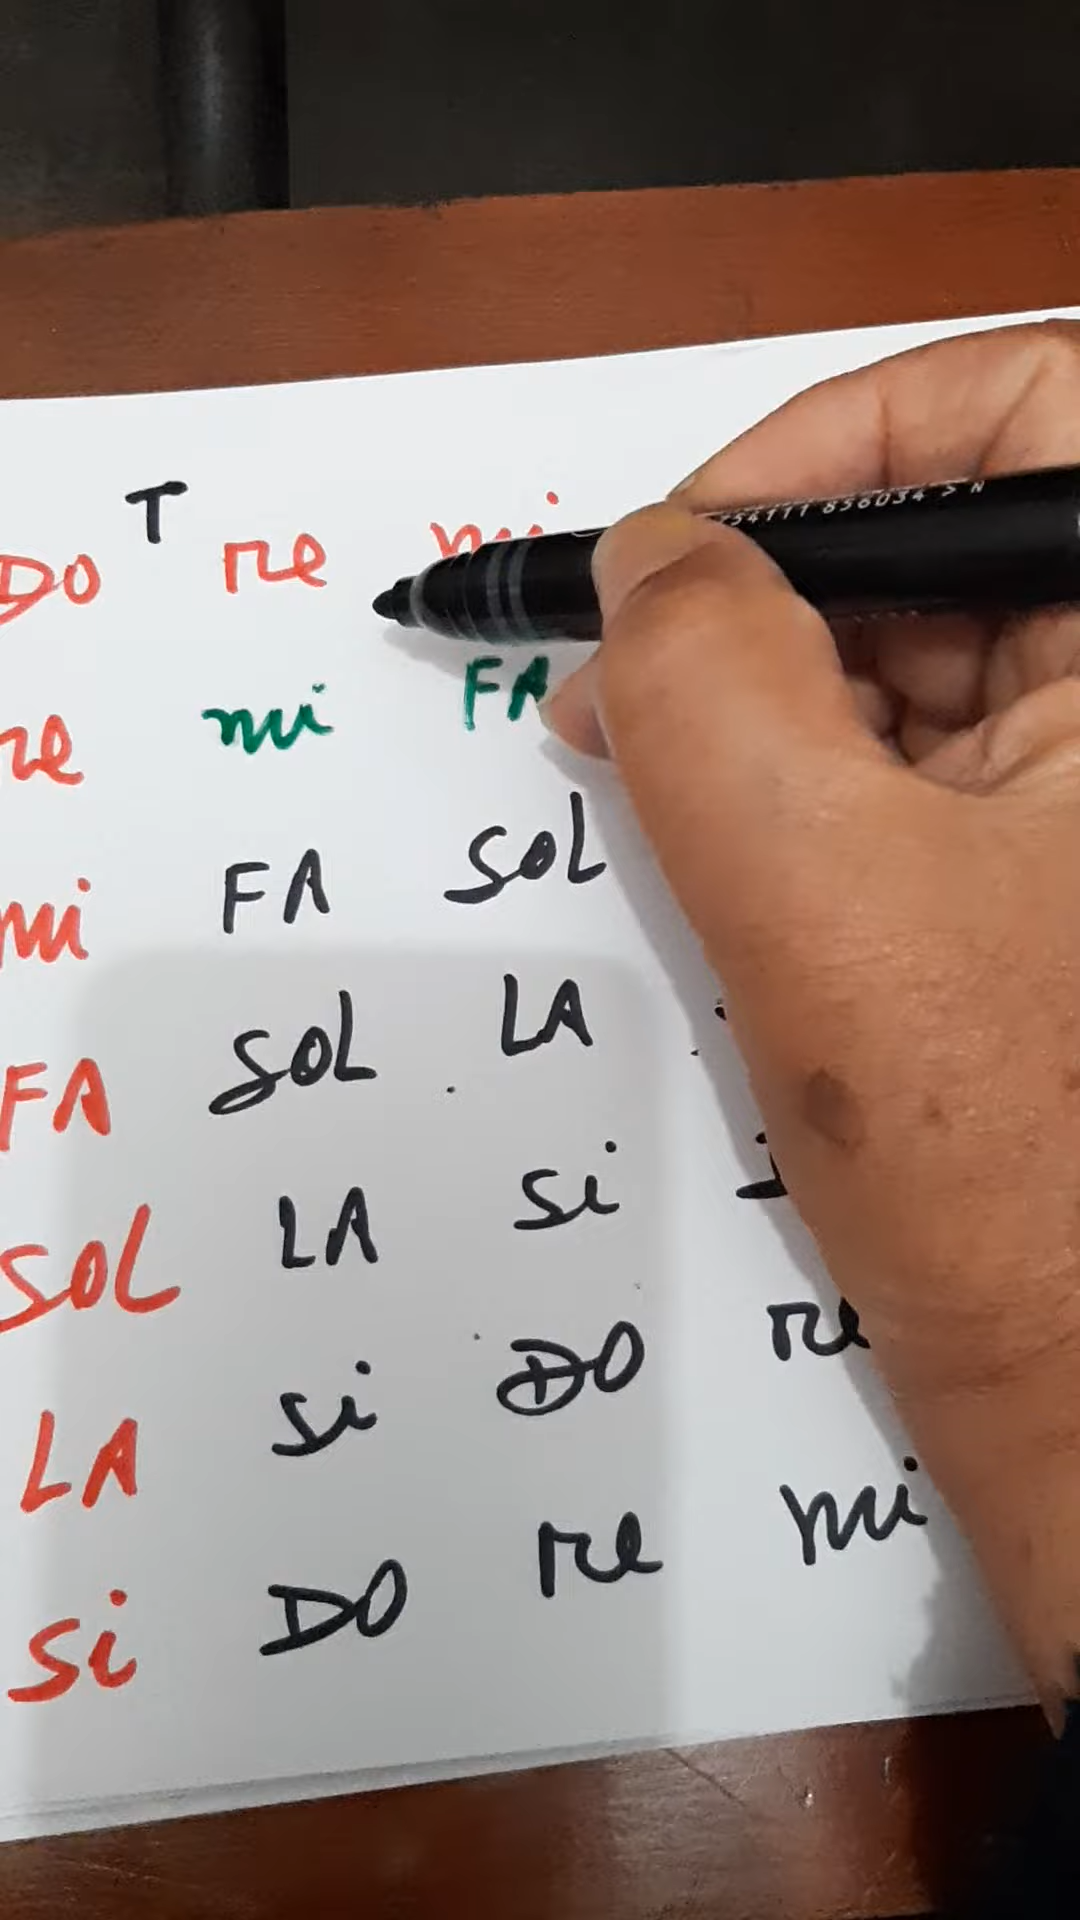 T
DO re mi
re mi FA
mi FA SOL
FA SOL LA
SOL LA Si
LA Si DO re
Si DO re mi